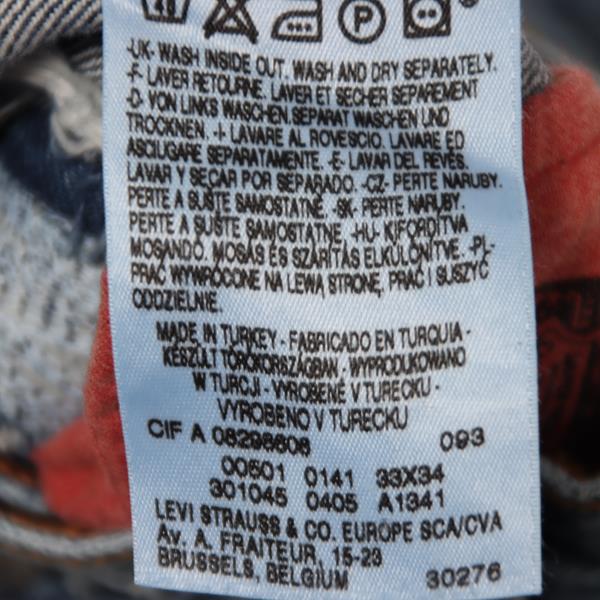 -UK- WASH INSIDE OUT. WASH AND DRY SEPARATELY.
-F- LAVER RETOURNE. LAVER ET SECHER SEPAREMENT
-D- VON LINKS WASCHEN.SEPARAT WASCHEN UND
TROCKNEN. -I- LAVARE AL ROVESCIO. LAVARE ED
ASCIUGARE SEPARATAMENTE. -E- LAVAR DEL REVÉS.
LAVAR Y SECAR POR SEPARADO. -CZ- PERTE NARUBY.
PERTE A SUŠTE SAMOSTATNĚ. -SK- PERTE NARUBY.
PERTE A SUŠTE SAMOSTATNE. -HU- KIFORDÍTVA
MOSANDÓ. MOSÁS ÉS SZÁRÍTÁS ELKÜLÖNÍTVE. -PL-
PRAĆ WYWRÓCONE NA LEWĄ STRONĘ. PRAĆ I SUSZYĆ
ODDZIELNIE.
MADE IN TURKEY - FABRICADO EN TURQUIA -
KÉSZÜLT TÖRÖKORSZÁGBAN - WYPRODUKOWANO
W TURCJI - VYROBENÉ V TURECKU -
VYROBENO V TURECKU
CIF A 08298608 093
00501 0141 33X34
301045 0405 A1341
LEVI STRAUSS & CO. EUROPE SCA/CVA
Av. A. FRAITEUR, 15-23
BRUSSELS, BELGIUM 30276